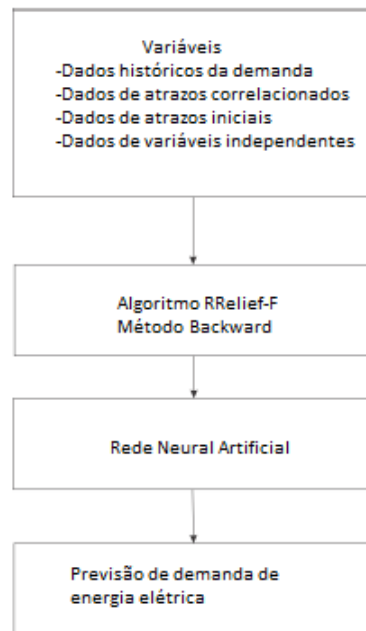 Variáveis
-Dados históricos da demanda
-Dados de atrazos correlacionados
-Dados de atrazos iniciais
-Dados de variáveis independentes
Algoritmo RRelief-F
Método Backward
Rede Neural Artificial
Previsão de demanda de
energia elétrica